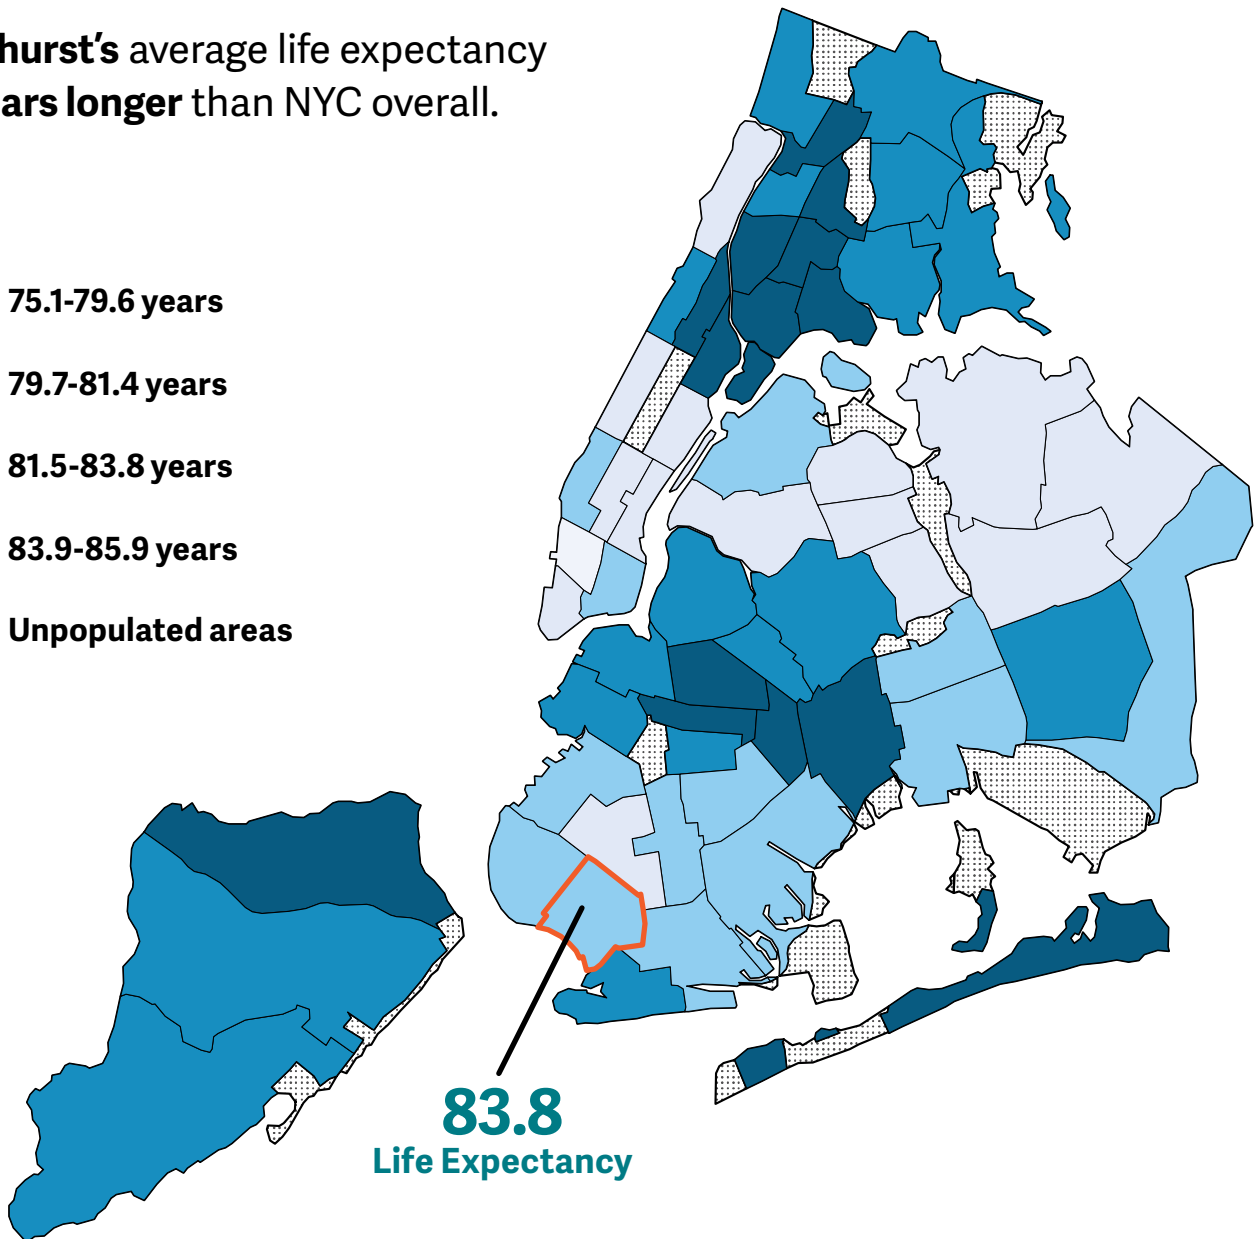 hurst's average life expectancy
ars longer than NYC overall.
75.1-79.6 years
79.7-81.4 years
81.5-83.8 years
83.9-85.9 years
Unpopulated areas
83.8
Life Expectancy